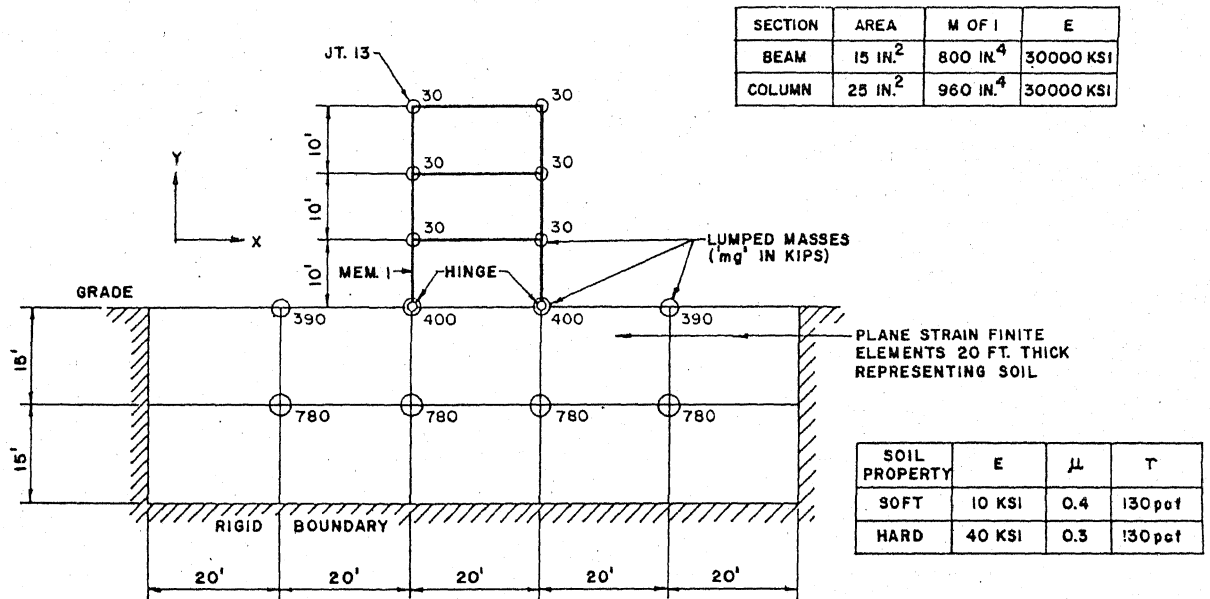 SECTION AREA M OF I E
BEAM 15 IN.2 800 IN.4 30000 KSI
COLUMN 25 IN.2 960 IN.4 30000 KSI
JT. 13
30 30
10'
30 30
10'
30 30
10'
Y
X
MEM. 1
HINGE
LUMPED MASSES
('mg' IN KIPS)
GRADE
390 400 400 390
15'
PLANE STRAIN FINITE
ELEMENTS 20 FT. THICK
REPRESENTING SOIL
780 780 780 780
15'
RIGID BOUNDARY
20' 20' 20' 20' 20'
SOIL
PROPERTY E μ T
SOFT 10 KSI 0.4 130 pcf
HARD 40 KSI 0.3 130 pcf